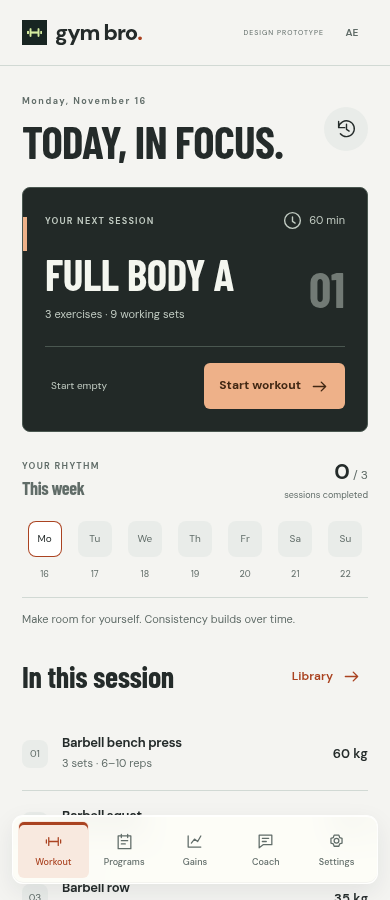 gym bro.
DESIGN PROTOTYPE
AE
Monday, November 16
TODAY, IN FOCUS.
YOUR NEXT SESSION
60 min
FULL BODY A
01
3 exercises · 9 working sets
Start empty
Start workout
YOUR RHYTHM
This week
0 / 3
sessions completed
Mo Tu We Th Fr Sa Su
16 17 18 19 20 21 22
Make room for yourself. Consistency builds over time.
In this session
Library
01
Barbell bench press
3 sets · 6–10 reps
60 kg
Barbell squat
Workout Programs Gains Coach Settings
03
Barbell row
35 kg